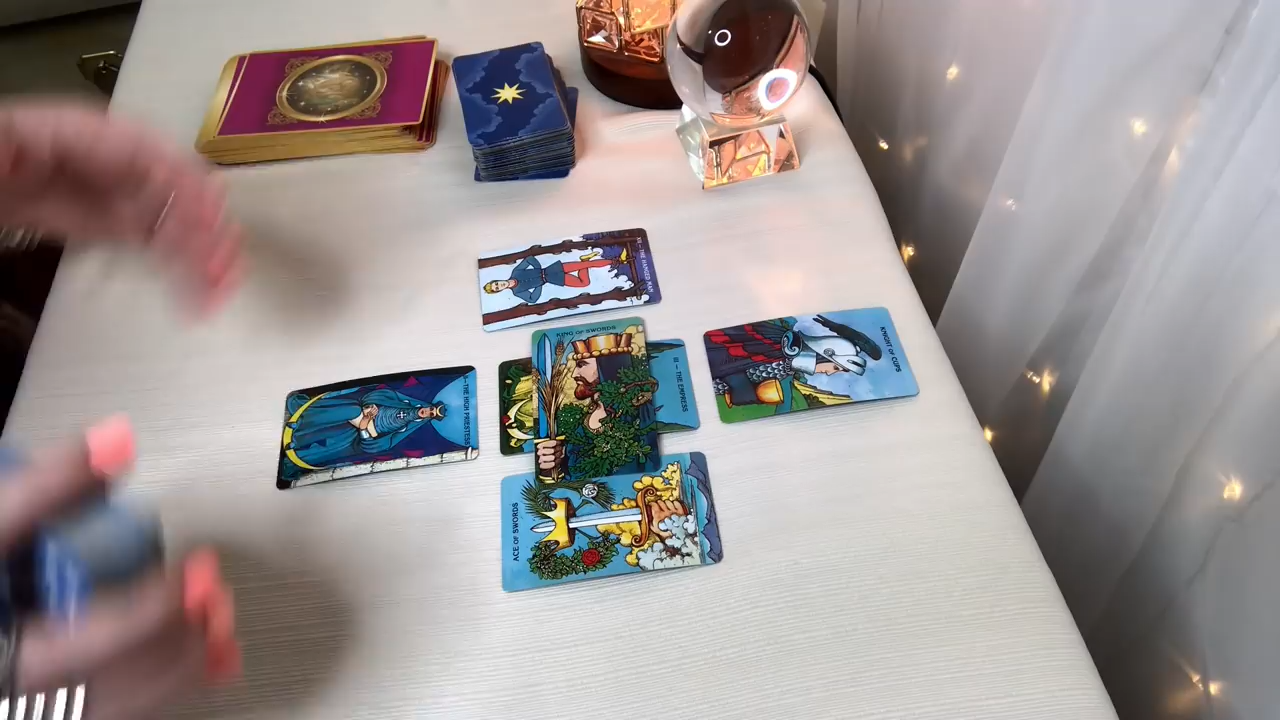 XII – THE HANGED MAN
KING OF SWORDS
KNIGHT OF CUPS
III — THE EMPRESS
THE HIGH PRIESTESS
ACE OF SWORDS